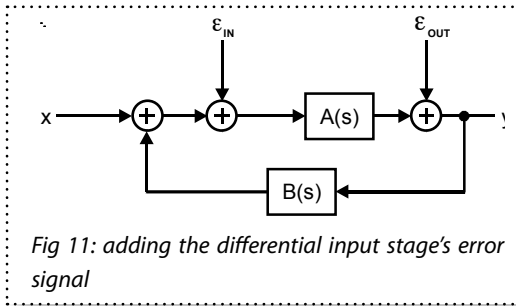 ε_IN ε_OUT
x + + A(s) + y
B(s)
Fig 11: adding the differential input stage's error
signal